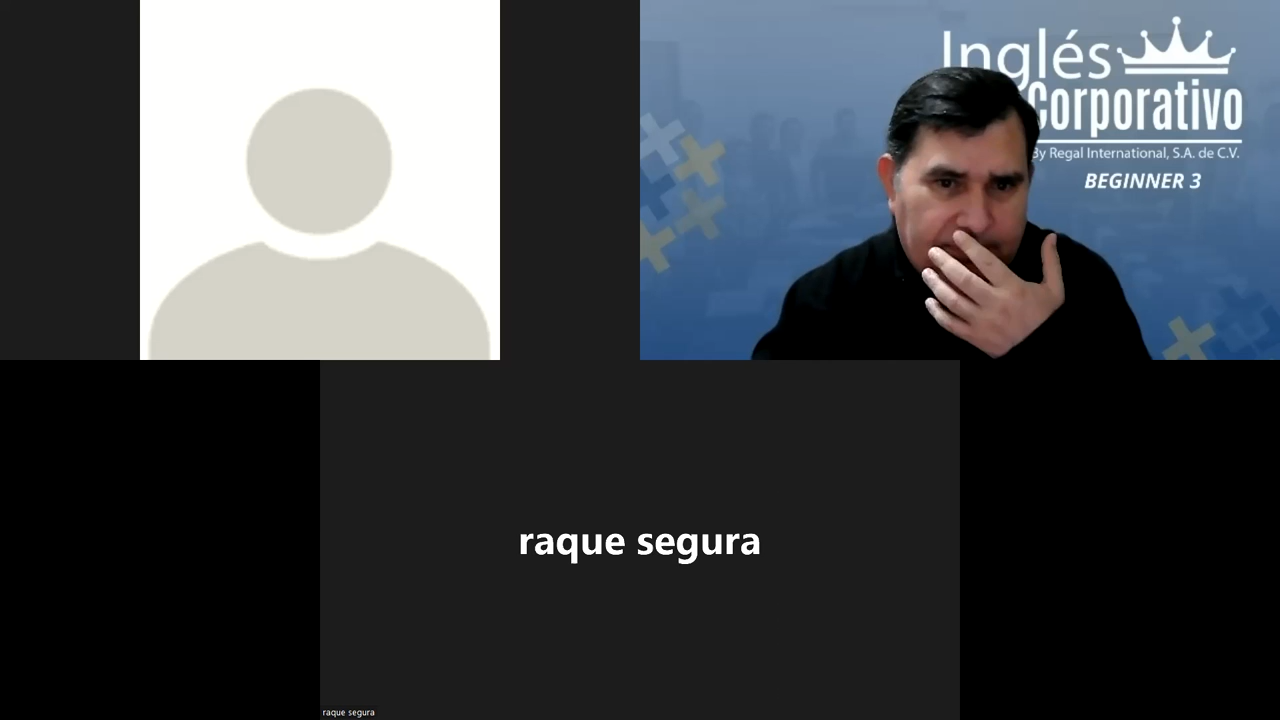 Inglés
Corporativo
By Regal International, S.A. de C.V.
BEGINNER 3
raque segura
raque segura